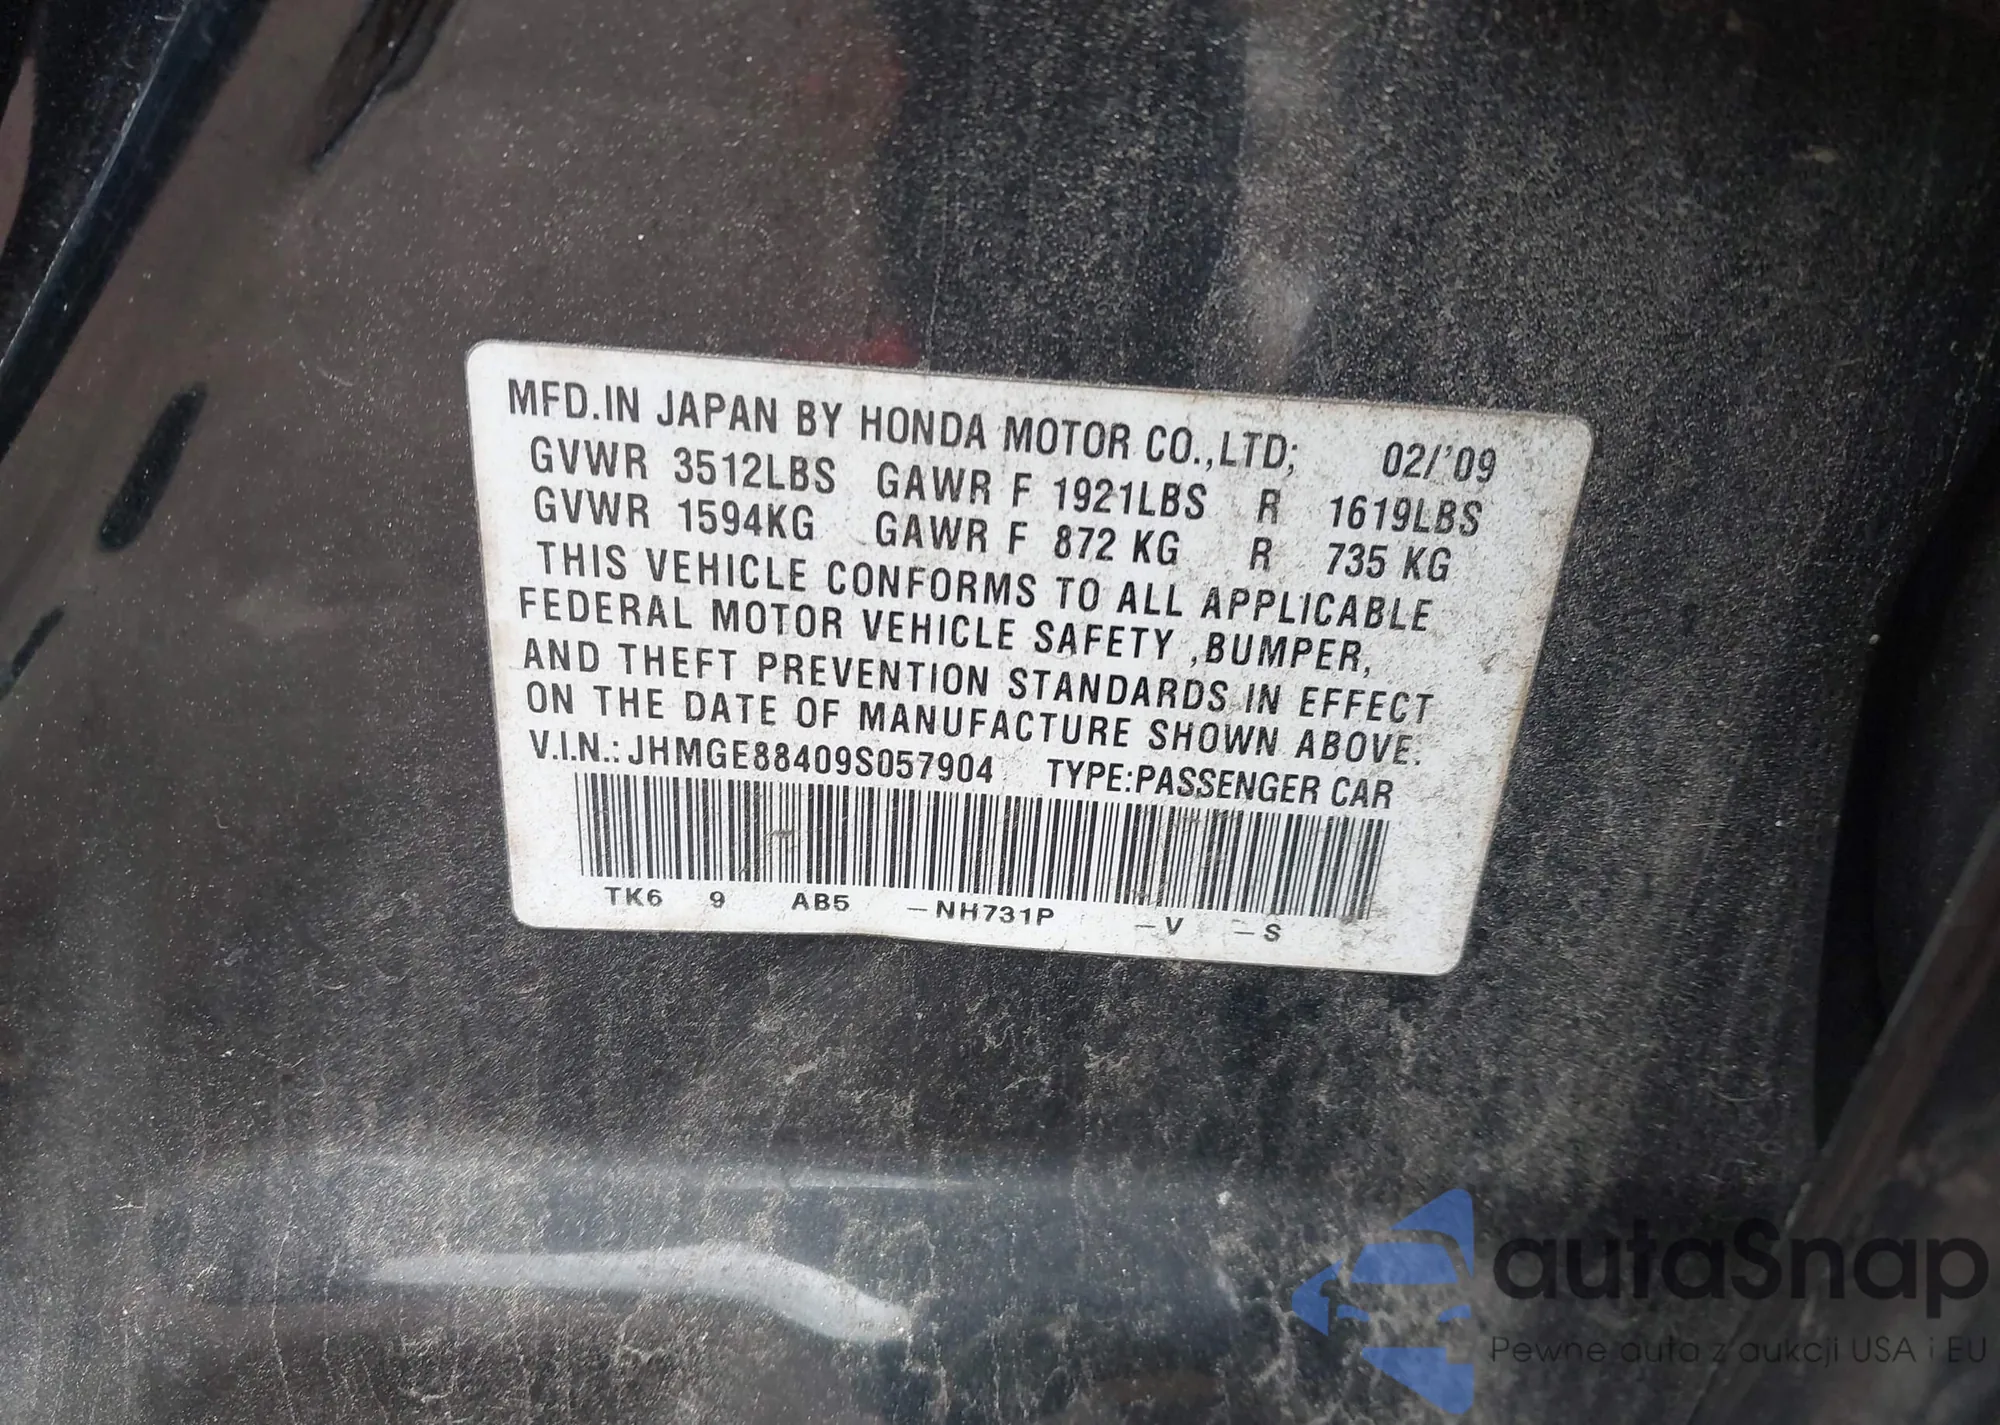 MFD.IN JAPAN BY HONDA MOTOR CO.,LTD; 02/'09
GVWR 3512LBS GAWR F 1921LBS R 1619LBS
GVWR 1594KG GAWR F 872 KG R 735 KG
THIS VEHICLE CONFORMS TO ALL APPLICABLE
FEDERAL MOTOR VEHICLE SAFETY ,BUMPER,
AND THEFT PREVENTION STANDARDS IN EFFECT
ON THE DATE OF MANUFACTURE SHOWN ABOVE.
V.I.N.: JHMGE88409S057904 TYPE:PASSENGER CAR
TK6 9 AB5 -NH731P -V -S
autaSnap
Pewne auta z aukcji USA i EU